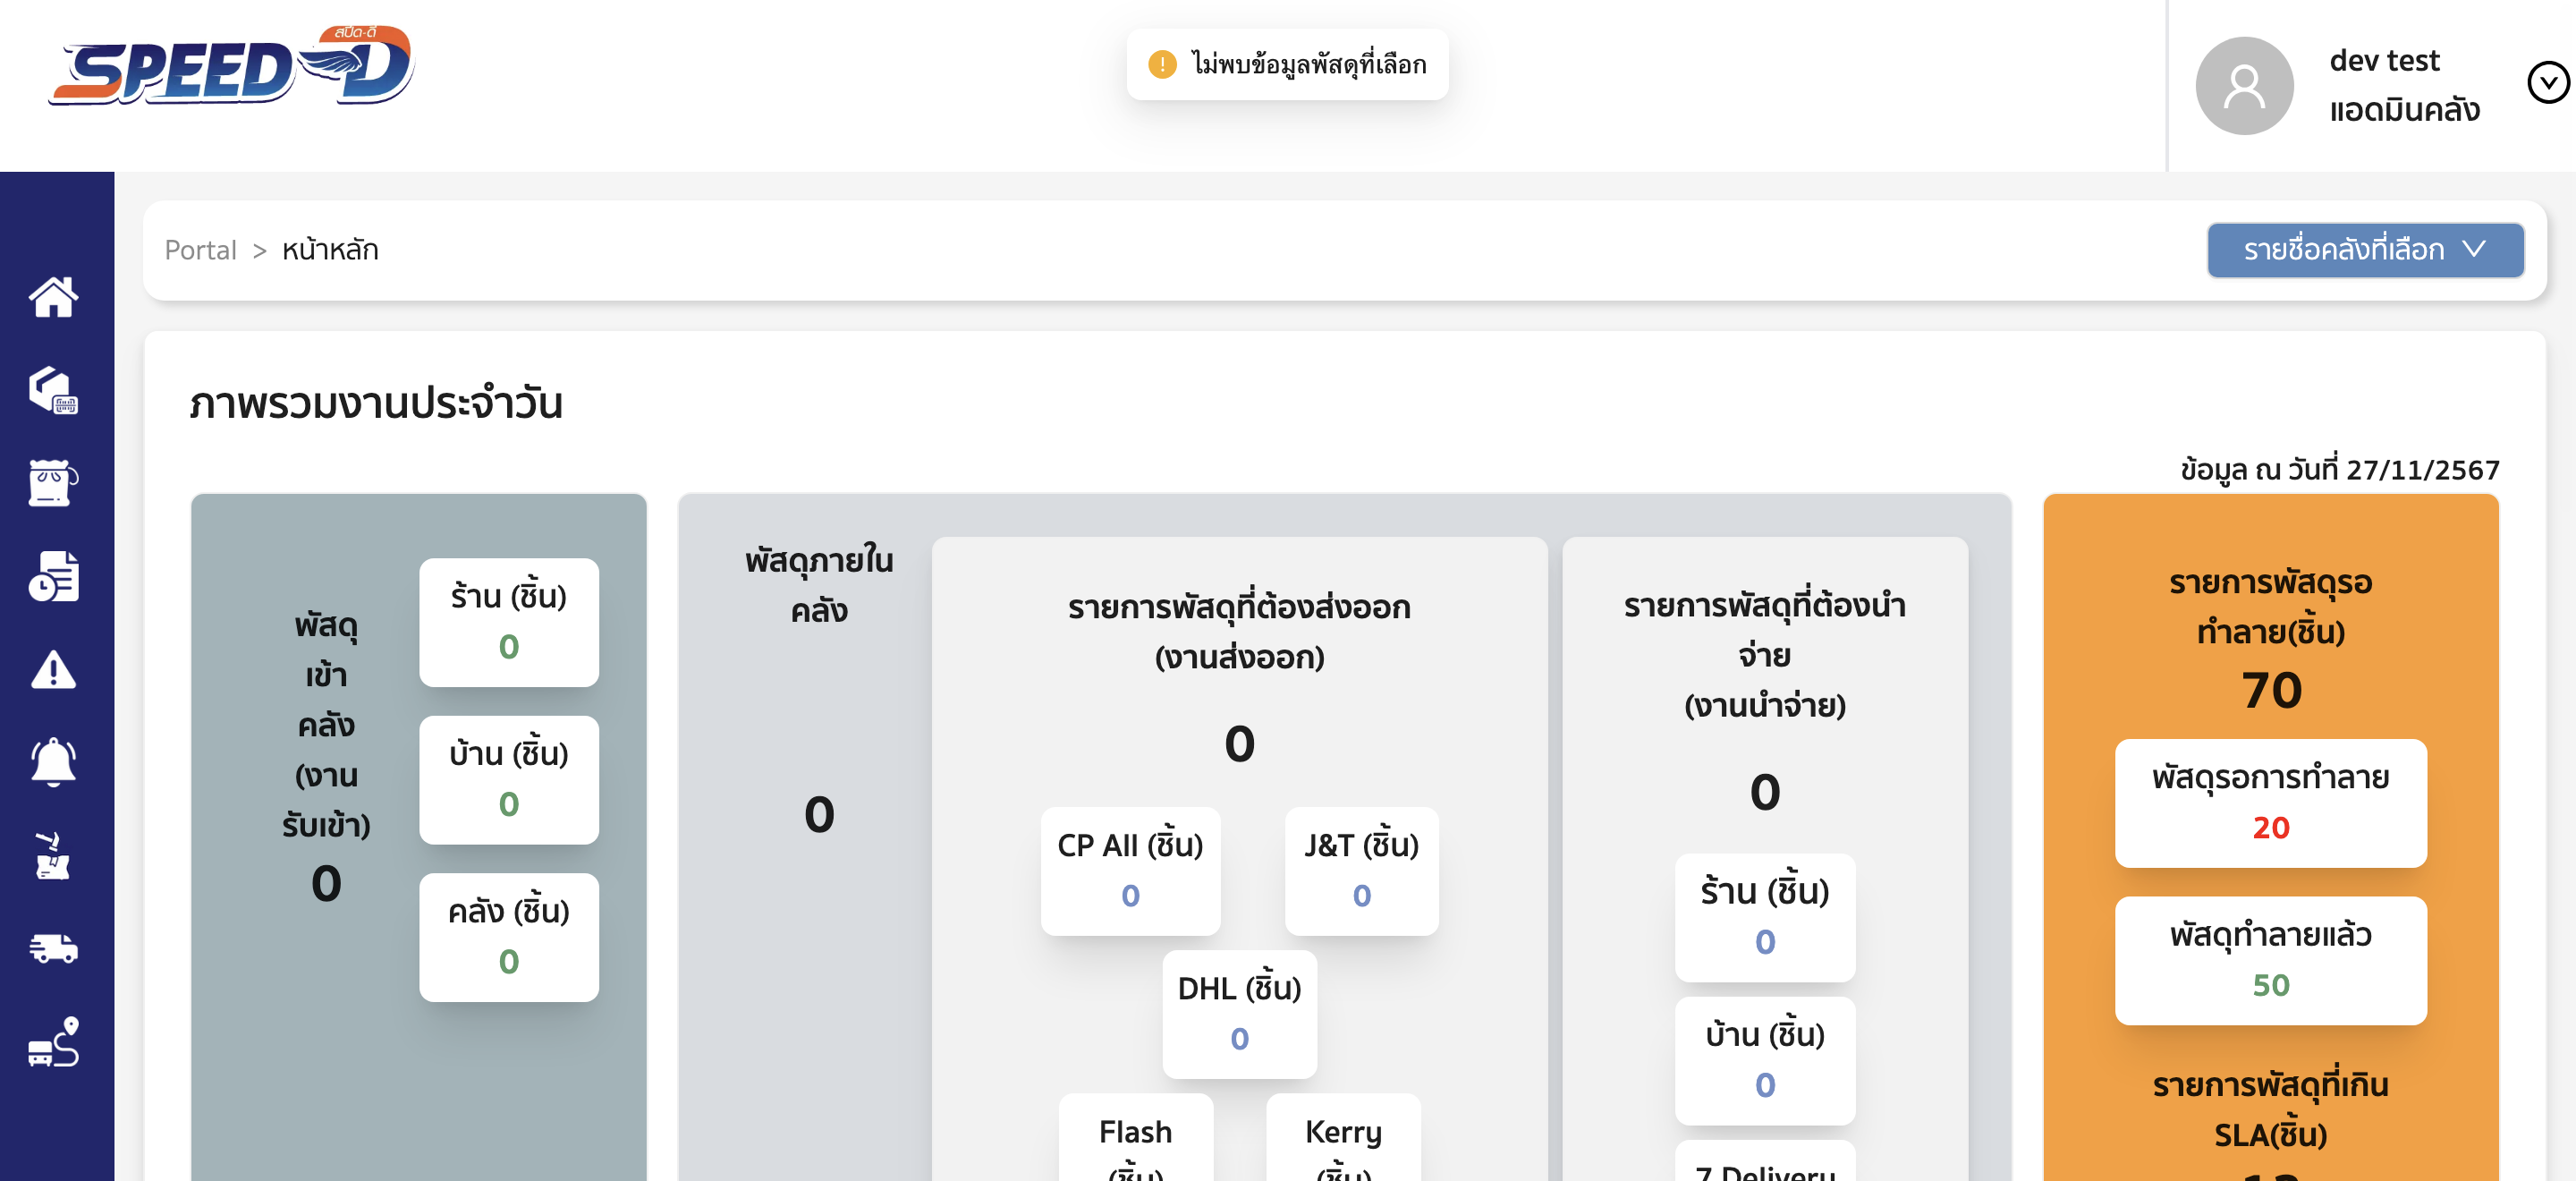 สปีด-ดี
SPEED-D
ไม่พบข้อมูลพัสดุที่เลือก
dev test
แอดมินคลัง
Portal > หน้าหลัก
รายชื่อคลังที่เลือก
ภาพรวมงานประจำวัน
ข้อมูล ณ วันที่ 27/11/2567
พัสดุ
เข้า
คลัง
(งาน
รับเข้า)
0
ร้าน (ชิ้น)
0
บ้าน (ชิ้น)
0
คลัง (ชิ้น)
0
พัสดุภายใน
คลัง
0
รายการพัสดุที่ต้องส่งออก
(งานส่งออก)
0
CP All (ชิ้น)
0
J&T (ชิ้น)
0
DHL (ชิ้น)
0
Flash
(ชิ้น)
Kerry
(ชิ้น)
รายการพัสดุที่ต้องนำ
จ่าย
(งานนำจ่าย)
0
ร้าน (ชิ้น)
0
บ้าน (ชิ้น)
0
7 Delivery
รายการพัสดุรอ
ทำลาย(ชิ้น)
70
พัสดุรอการทำลาย
20
พัสดุทำลายแล้ว
50
รายการพัสดุที่เกิน
SLA(ชิ้น)